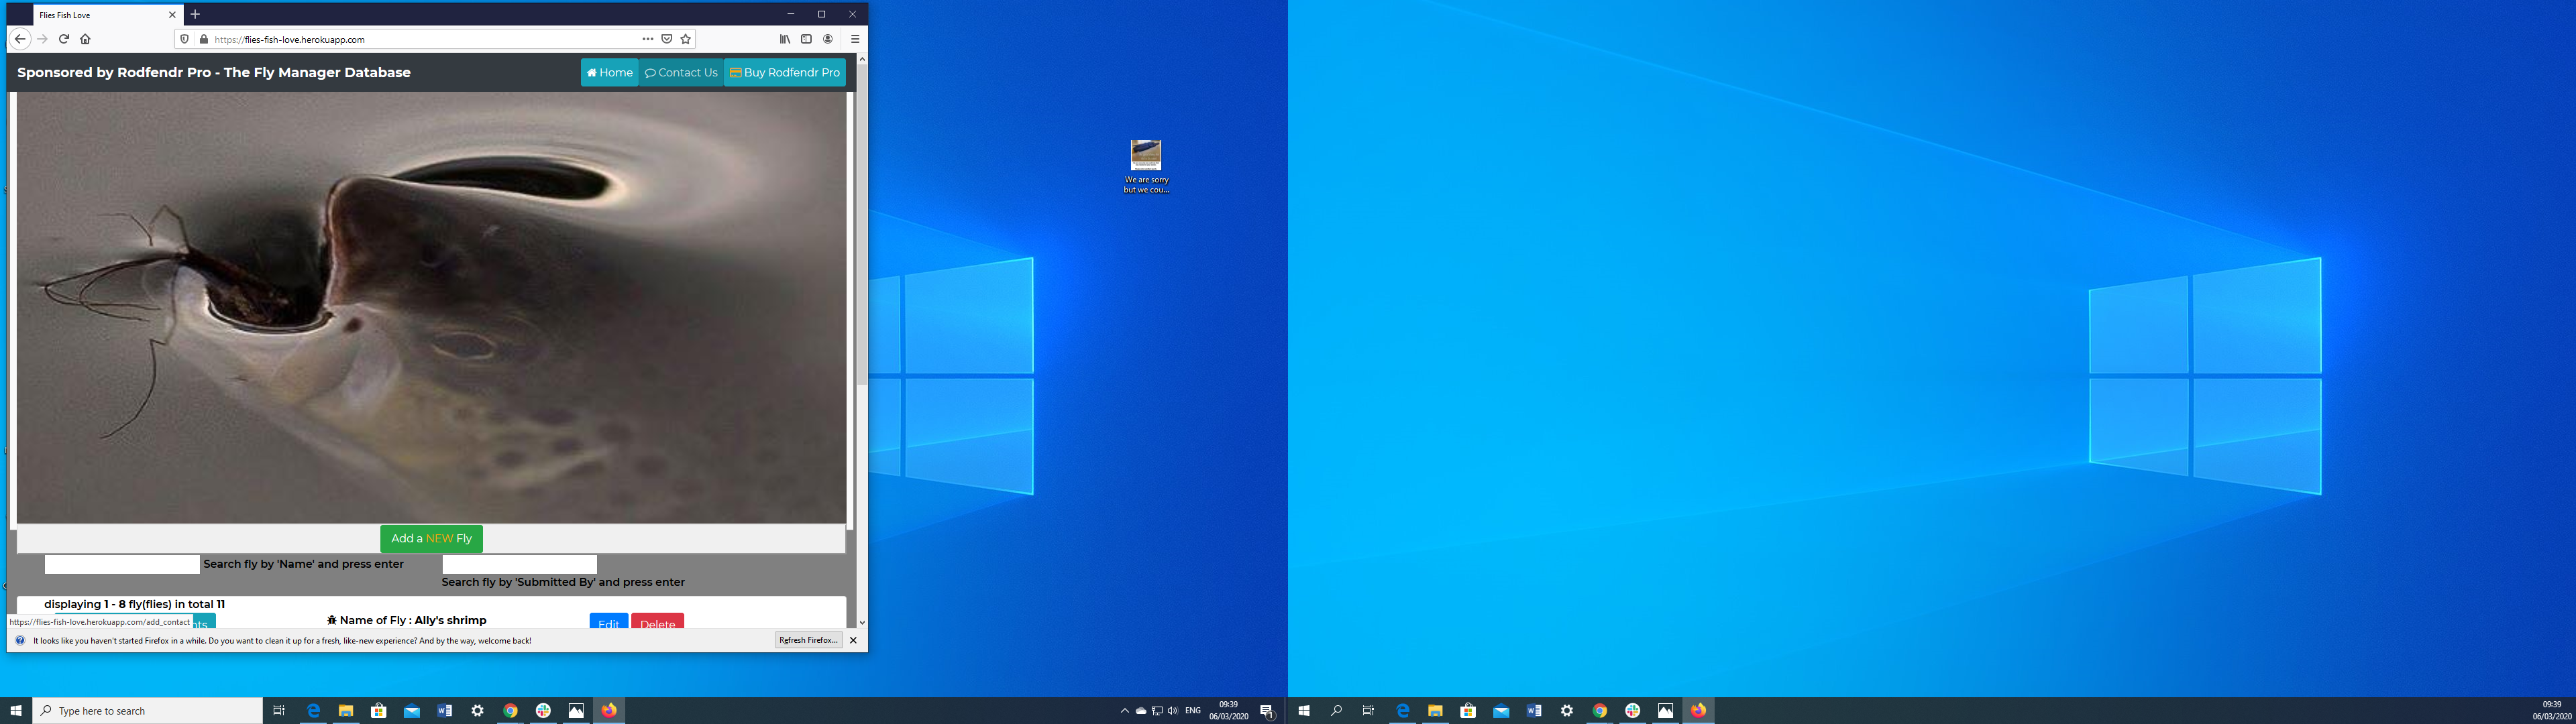 Flies Fish Love
https://flies-fish-love.herokuapp.com
Sponsored by Rodfendr Pro - The Fly Manager Database
Home
Contact Us
Buy Rodfendr Pro
Add a NEW Fly
Search fly by 'Name' and press enter
Search fly by 'Submitted By' and press enter
displaying 1 - 8 fly(flies) in total 11
Name of Fly : Ally's shrimp
Edit
Delete
https://flies-fish-love.herokuapp.com/add_contact
It looks like you haven't started Firefox in a while. Do you want to clean it up for a fresh, like-new experience? And by the way, welcome back!
Refresh Firefox...
We are sorry
but we cou...
Type here to search
ENG
09:39
06/03/2020
1
09:39
06/03/2020